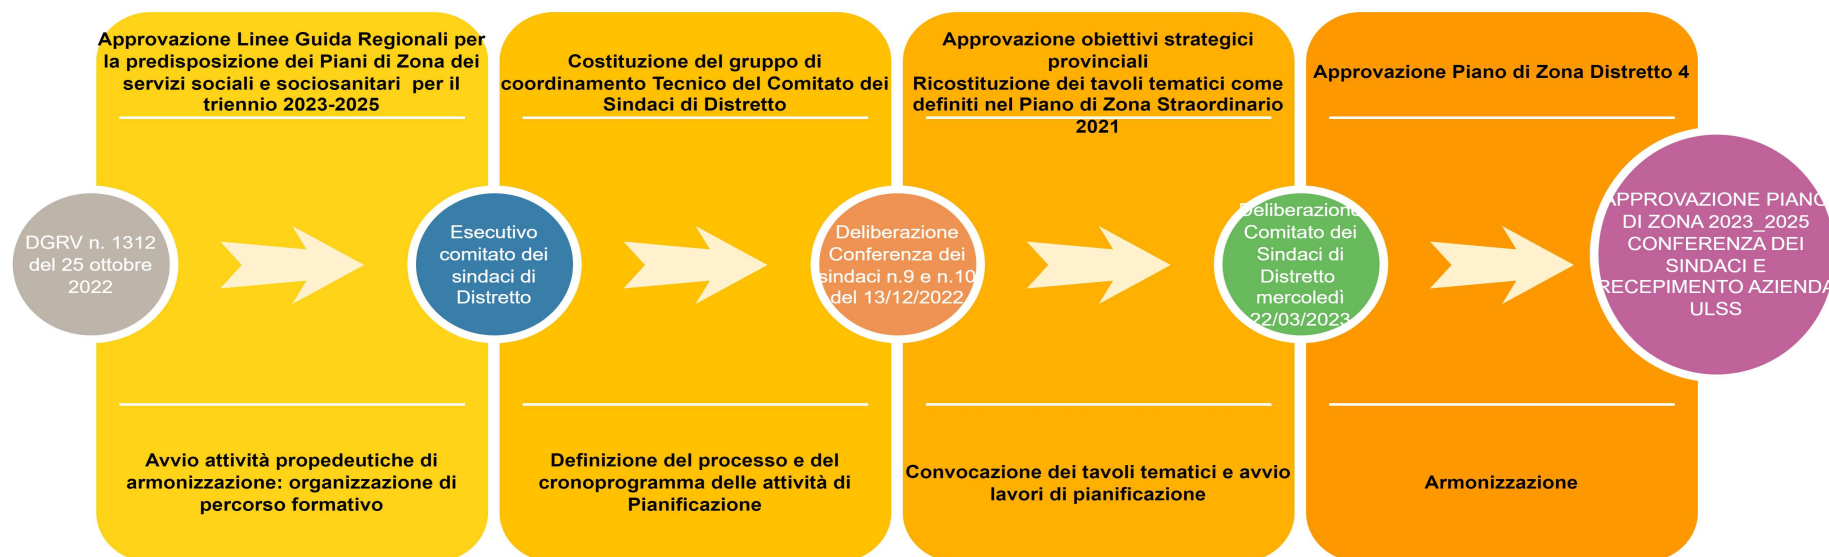 Approvazione Linee Guida Regionali per
la predisposizione dei Piani di Zona dei
servizi sociali e sociosanitari per il
triennio 2023-2025
Costituzione del gruppo di
coordinamento Tecnico del Comitato dei
Sindaci di Distretto
Approvazione obiettivi strategici
provinciali
Ricostituzione dei tavoli tematici come
definiti nel Piano di Zona Straordinario
2021
Approvazione Piano di Zona Distretto 4
DGRV n. 1312
del 25 ottobre
2022
Esecutivo
comitato dei
sindaci di
Distretto
Deliberazione
Conferenza dei
sindaci n.9 e n.10
del 13/12/2022
Deliberazione
Comitato dei
Sindaci di
Distretto
mercoledì
22/03/2023
APPROVAZIONE PIANO
DI ZONA 2023_2025
CONFERENZA DEI
SINDACI E
RECEPIMENTO AZIENDA
ULSS
Avvio attività propedeutiche di
armonizzazione: organizzazione di
percorso formativo
Definizione del processo e del
cronoprogramma delle attività di
Pianificazione
Convocazione dei tavoli tematici e avvio
lavori di pianificazione
Armonizzazione